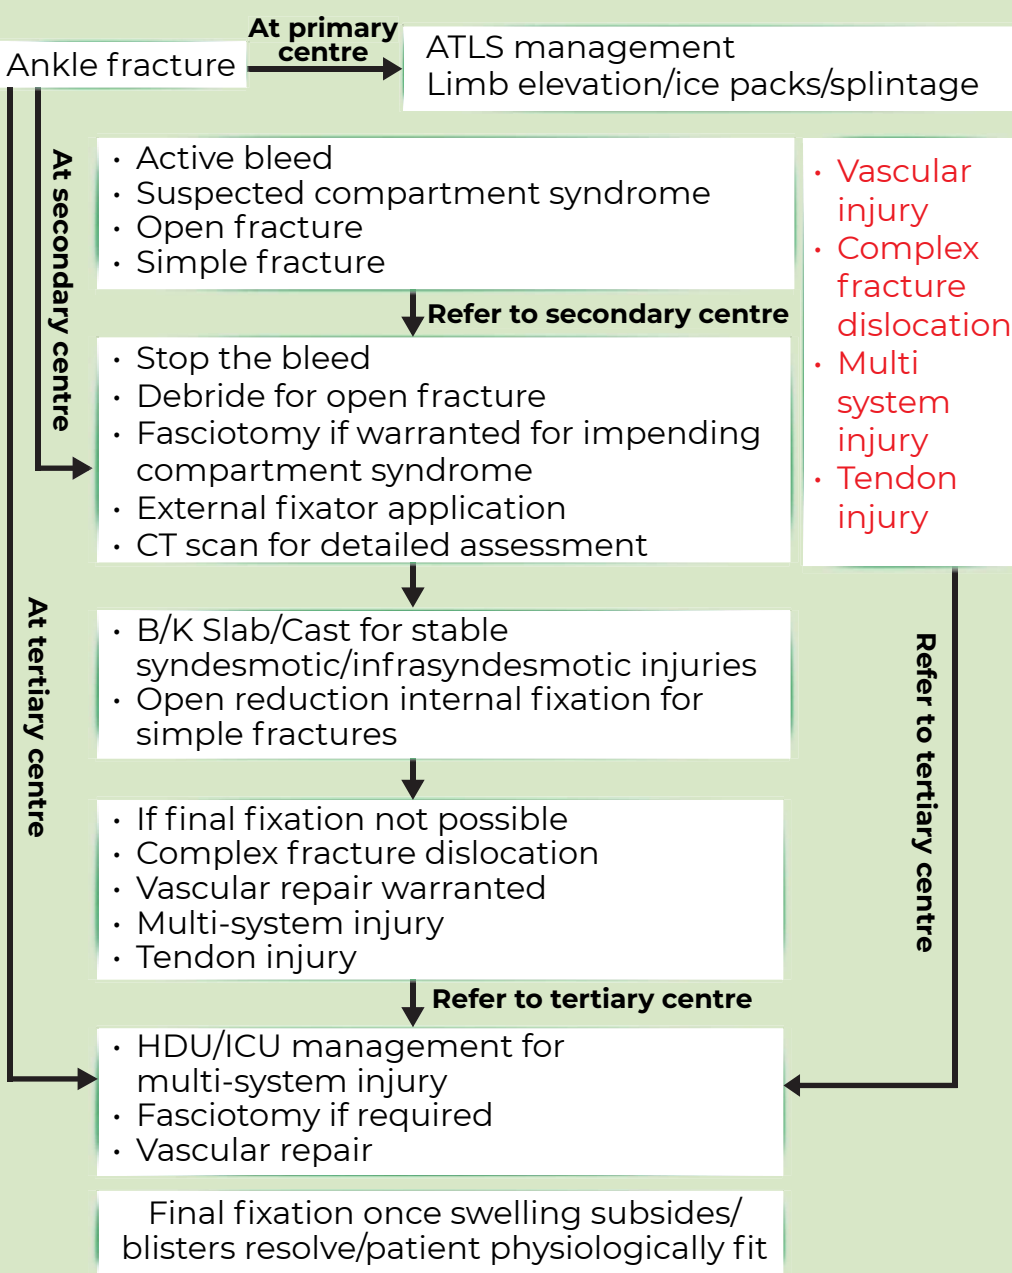 Ankle fracture
At primary
centre
ATLS management
Limb elevation/ice packs/splintage
At secondary centre
• Active bleed
• Suspected compartment syndrome
• Open fracture
• Simple fracture
• Vascular
injury
• Complex
fracture
dislocation
• Multi
system
injury
• Tendon
injury
Refer to secondary centre
• Stop the bleed
• Debride for open fracture
• Fasciotomy if warranted for impending
compartment syndrome
• External fixator application
• CT scan for detailed assessment
At tertiary centre
• B/K Slab/Cast for stable
syndesmotic/infrasyndesmotic injuries
• Open reduction internal fixation for
simple fractures
Refer to tertiary centre
• If final fixation not possible
• Complex fracture dislocation
• Vascular repair warranted
• Multi-system injury
• Tendon injury
Refer to tertiary centre
• HDU/ICU management for
multi-system injury
• Fasciotomy if required
• Vascular repair
Final fixation once swelling subsides/
blisters resolve/patient physiologically fit